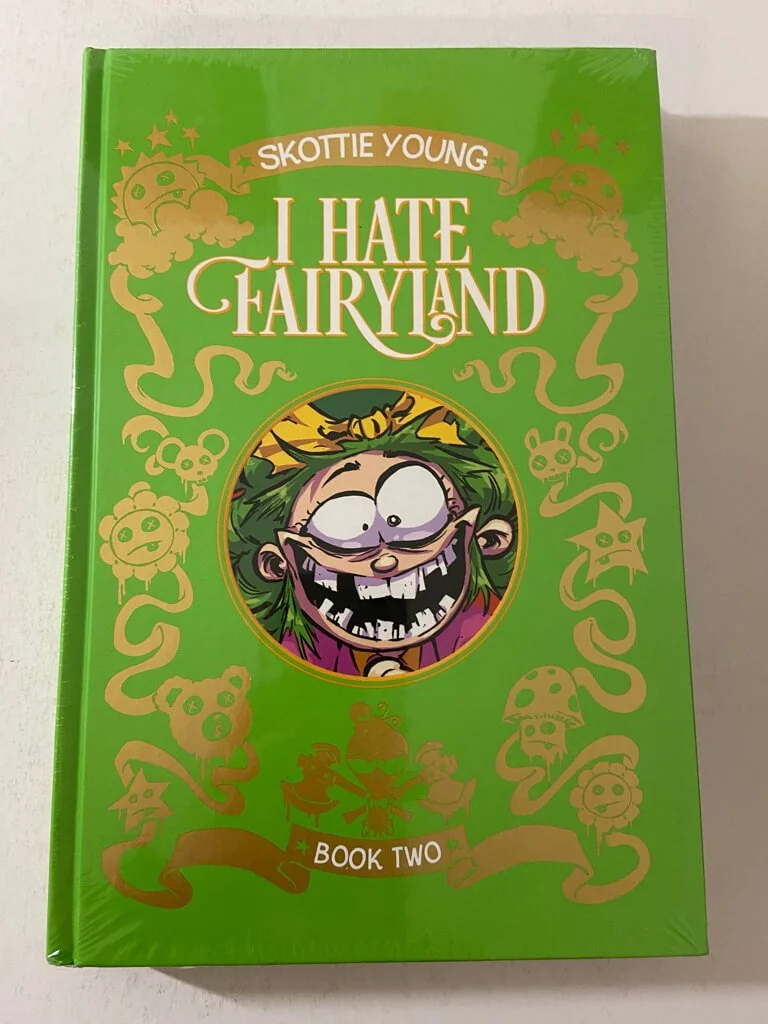 SKOTTIE YOUNG
I HATE
FAIRYLAND
BOOK TWO